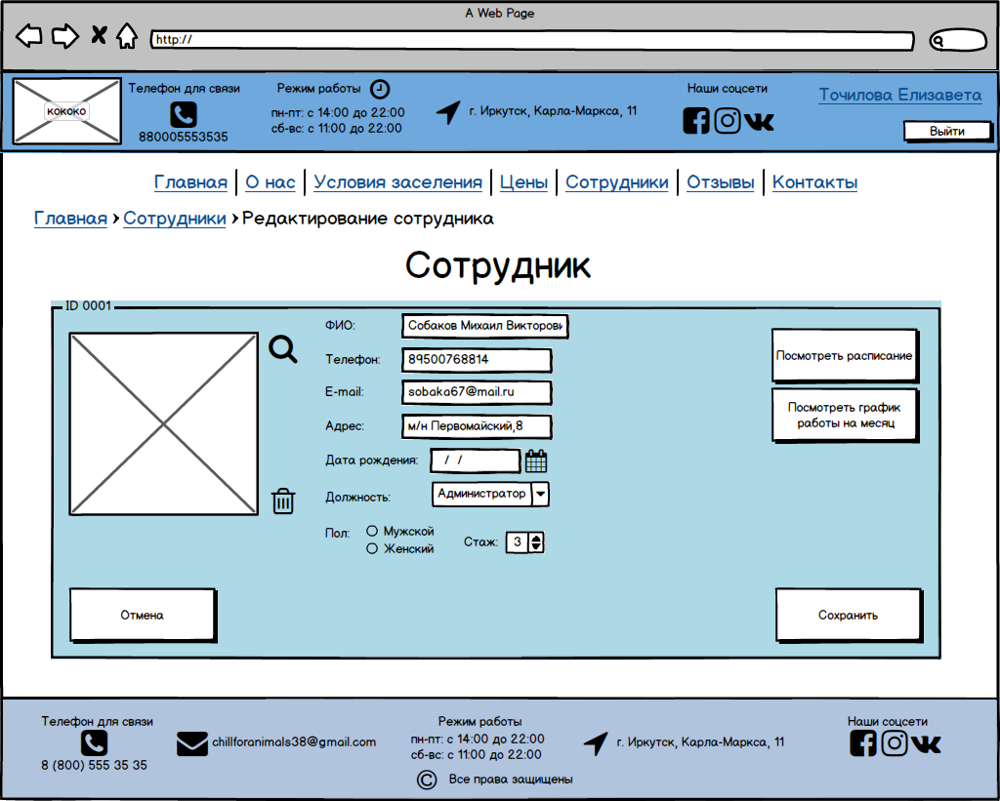 A Web Page
http://
кококо
Телефон для связи
880005553535
Режим работы
пн-пт: с 14:00 до 22:00
сб-вс: с 11:00 до 22:00
г. Иркутск, Карла-Маркса, 11
Наши соцсети
Точилова Елизавета
Выйти
Главная | О нас | Условия заселения | Цены | Сотрудники | Отзывы | Контакты
Главная › Сотрудники › Редактирование сотрудника
Сотрудник
ID 0001
ФИО: Собаков Михаил Викторови
Телефон: 89500768814
E-mail: sobaka67@mail.ru
Адрес: м/н Первомайский,8
Дата рождения: / /
Должность: Администратор
Пол: Мужской
Женский
Стаж: 3
Посмотреть расписание
Посмотреть график
работы на месяц
Отмена
Сохранить
Телефон для связи
8 (800) 555 35 35
chillforanimals38@gmail.com
Режим работы
пн-пт: с 14:00 до 22:00
сб-вс: с 11:00 до 22:00
г. Иркутск, Карла-Маркса, 11
Наши соцсети
© Все права защищены